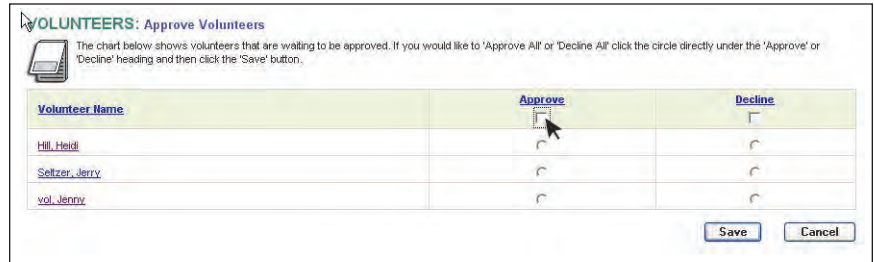 VOLUNTEERS: Approve Volunteers
The chart below shows volunteers that are waiting to be approved. If you would like to 'Approve All' or 'Decline All' click the circle directly under the 'Approve' or
'Decline' heading and then click the 'Save' button.
Volunteer Name Approve Decline
Hill, Heidi
Seltzer, Jerry
vol, Jenny
Save Cancel